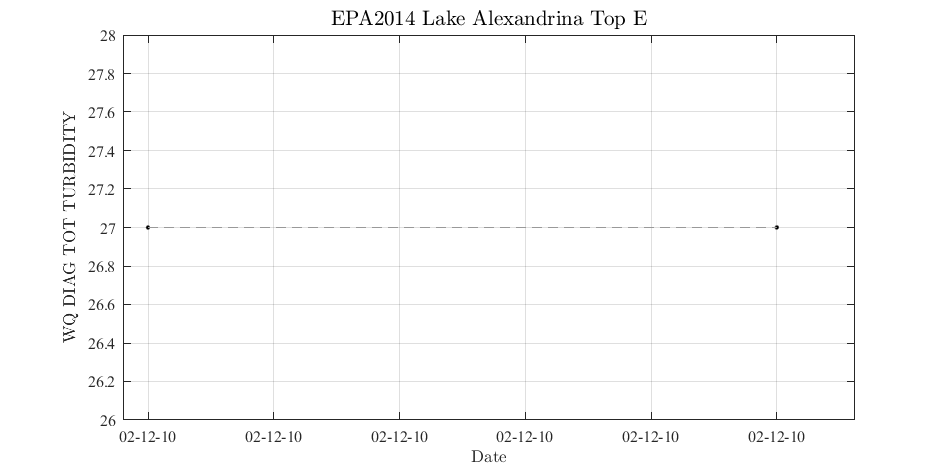 EPA2014 Lake Alexandrina Top E
WQ DIAG TOT TURBIDITY
28
27.8
27.6
27.4
27.2
27
26.8
26.6
26.4
26.2
26
02-12-10 02-12-10 02-12-10 02-12-10 02-12-10 02-12-10
Date